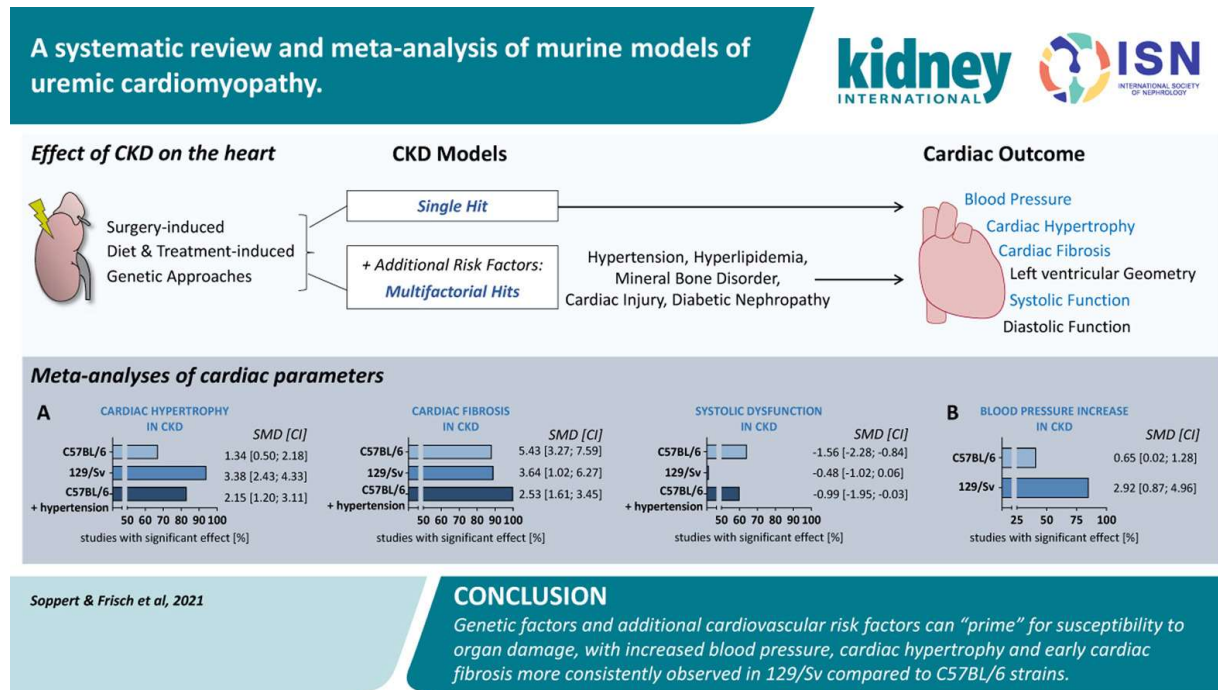 A systematic review and meta-analysis of murine models of
uremic cardiomyopathy.
kidney
INTERNATIONAL
ISN
INTERNATIONAL SOCIETY
OF NEPHROLOGY
Effect of CKD on the heart
CKD Models
Cardiac Outcome
Surgery-induced
Diet & Treatment-induced
Genetic Approaches
Single Hit
+ Additional Risk Factors:
Multifactorial Hits
Hypertension, Hyperlipidemia,
Mineral Bone Disorder,
Cardiac Injury, Diabetic Nephropathy
Blood Pressure
Cardiac Hypertrophy
Cardiac Fibrosis
Left ventricular Geometry
Systolic Function
Diastolic Function
Meta-analyses of cardiac parameters
A
CARDIAC HYPERTROPHY
IN CKD
SMD [CI]
C57BL/6
1.34 [0.50; 2.18]
129/Sv
3.38 [2.43; 4.33]
C57BL/6
+ hypertension
2.15 [1.20; 3.11]
50 60 70 80 90 100
studies with significant effect [%]
CARDIAC FIBROSIS
IN CKD
SMD [CI]
C57BL/6
5.43 [3.27; 7.59]
129/Sv
3.64 [1.02; 6.27]
C57BL/6
+ hypertension
2.53 [1.61; 3.45]
50 60 70 80 90 100
studies with significant effect [%]
SYSTOLIC DYSFUNCTION
IN CKD
SMD [CI]
C57BL/6
-1.56 [-2.28; -0.84]
129/Sv
-0.48 [-1.02; 0.06]
C57BL/6
+ hypertension
-0.99 [-1.95; -0.03]
50 60 70 80 90 100
studies with significant effect [%]
B
BLOOD PRESSURE INCREASE
IN CKD
SMD [CI]
C57BL/6
0.65 [0.02; 1.28]
129/Sv
2.92 [0.87; 4.96]
25 50 75 100
studies with significant effect [%]
Soppert & Frisch et al, 2021
CONCLUSION
Genetic factors and additional cardiovascular risk factors can “prime” for susceptibility to
organ damage, with increased blood pressure, cardiac hypertrophy and early cardiac
fibrosis more consistently observed in 129/Sv compared to C57BL/6 strains.